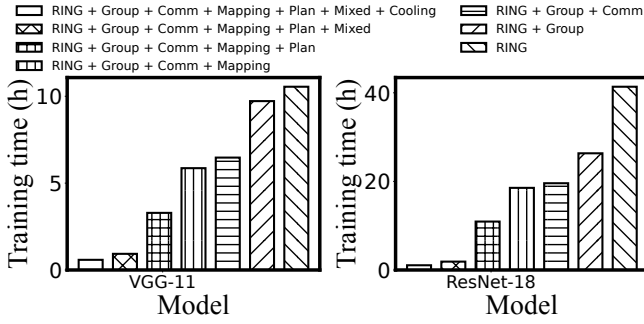 RING + Group + Comm + Mapping + Plan + Mixed + Cooling
RING + Group + Comm + Mapping + Plan + Mixed
RING + Group + Comm + Mapping + Plan
RING + Group + Comm + Mapping
RING + Group + Comm
RING + Group
RING
Training time (h)
10
5
0
VGG-11
Model
Training time (h)
40
20
0
ResNet-18
Model